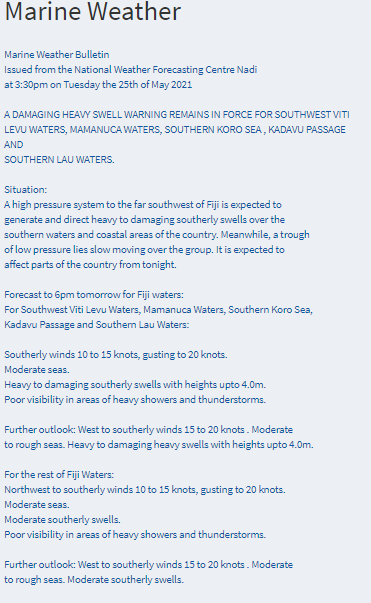 Marine Weather
Marine Weather Bulletin
Issued from the National Weather Forecasting Centre Nadi
at 3:30pm on Tuesday the 25th of May 2021
A DAMAGING HEAVY SWELL WARNING REMAINS IN FORCE FOR SOUTHWEST VITI
LEVU WATERS, MAMANUCA WATERS, SOUTHERN KORO SEA , KADAVU PASSAGE
AND
SOUTHERN LAU WATERS.
Situation:
A high pressure system to the far southwest of Fiji is expected to
generate and direct heavy to damaging southerly swells over the
southern waters and coastal areas of the country. Meanwhile, a trough
of low pressure lies slow moving over the group. It is expected to
affect parts of the country from tonight.
Forecast to 6pm tomorrow for Fiji waters:
For Southwest Viti Levu Waters, Mamanuca Waters, Southern Koro Sea,
Kadavu Passage and Southern Lau Waters:
Southerly winds 10 to 15 knots, gusting to 20 knots.
Moderate seas.
Heavy to damaging southerly swells with heights upto 4.0m.
Poor visibility in areas of heavy showers and thunderstorms.
Further outlook: West to southerly winds 15 to 20 knots . Moderate
to rough seas. Heavy to damaging heavy swells with heights upto 4.0m.
For the rest of Fiji Waters:
Northwest to southerly winds 10 to 15 knots, gusting to 20 knots.
Moderate seas.
Moderate southerly swells.
Poor visibility in areas of heavy showers and thunderstorms.
Further outlook: West to southerly winds 15 to 20 knots . Moderate
to rough seas. Moderate southerly swells.